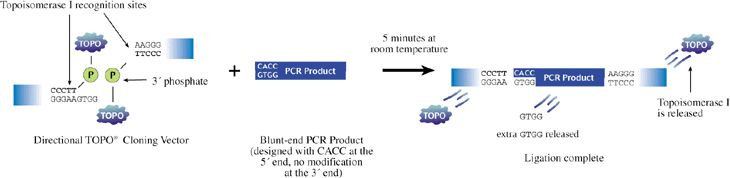 Topoisomerase I recognition sites
TOPO
AAGGG
TTCCC
P
P
3´ phosphate
CCCTT
GGGAAGTGG
TOPO
Directional TOPO® Cloning Vector
+
CACC
GTGG
PCR Product
Blunt-end PCR Product
(designed with CACC at the
5´ end, no modification
at the 3´ end)
5 minutes at
room temperature
TOPO
CCCTT CACC PCR Product AAGGG
GGGAA GTGG TTCCC
TOPO
GTGG
extra GTGG released
Topoisomerase I
is released
Ligation complete